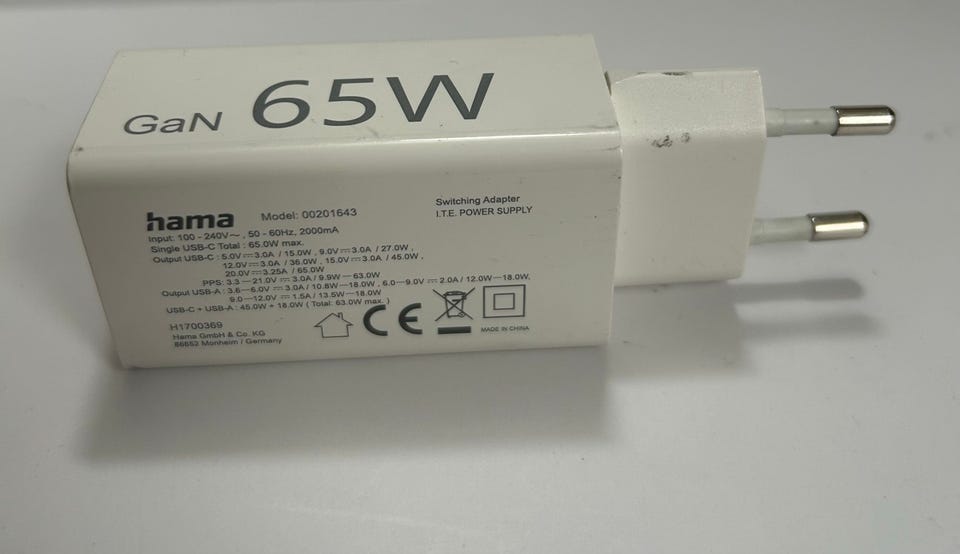 GaN 65W
hama Model: 00201643
Switching Adapter
I.T.E. POWER SUPPLY
Input: 100 - 240V～ , 50 - 60Hz, 2000mA
Single USB-C Total : 65.0W max.
Output USB-C : 5.0V⎓3.0A / 15.0W , 9.0V⎓3.0A / 27.0W ,
12.0V⎓3.0A / 36.0W , 15.0V⎓3.0A / 45.0W ,
20.0V⎓3.25A / 65.0W
PPS: 3.3—21.0V⎓3.0A / 9.9W—63.0W
Output USB-A : 3.6—6.0V⎓3.0A / 10.8W—18.0W , 6.0—9.0V⎓2.0A / 12.0W—18.0W,
9.0—12.0V⎓1.5A / 13.5W—18.0W
USB-C + USB-A : 45.0W + 18.0W ( Total: 63.0W max. )
H1700369
Hama GmbH & Co. KG
86652 Monheim / Germany
CE
MADE IN CHINA